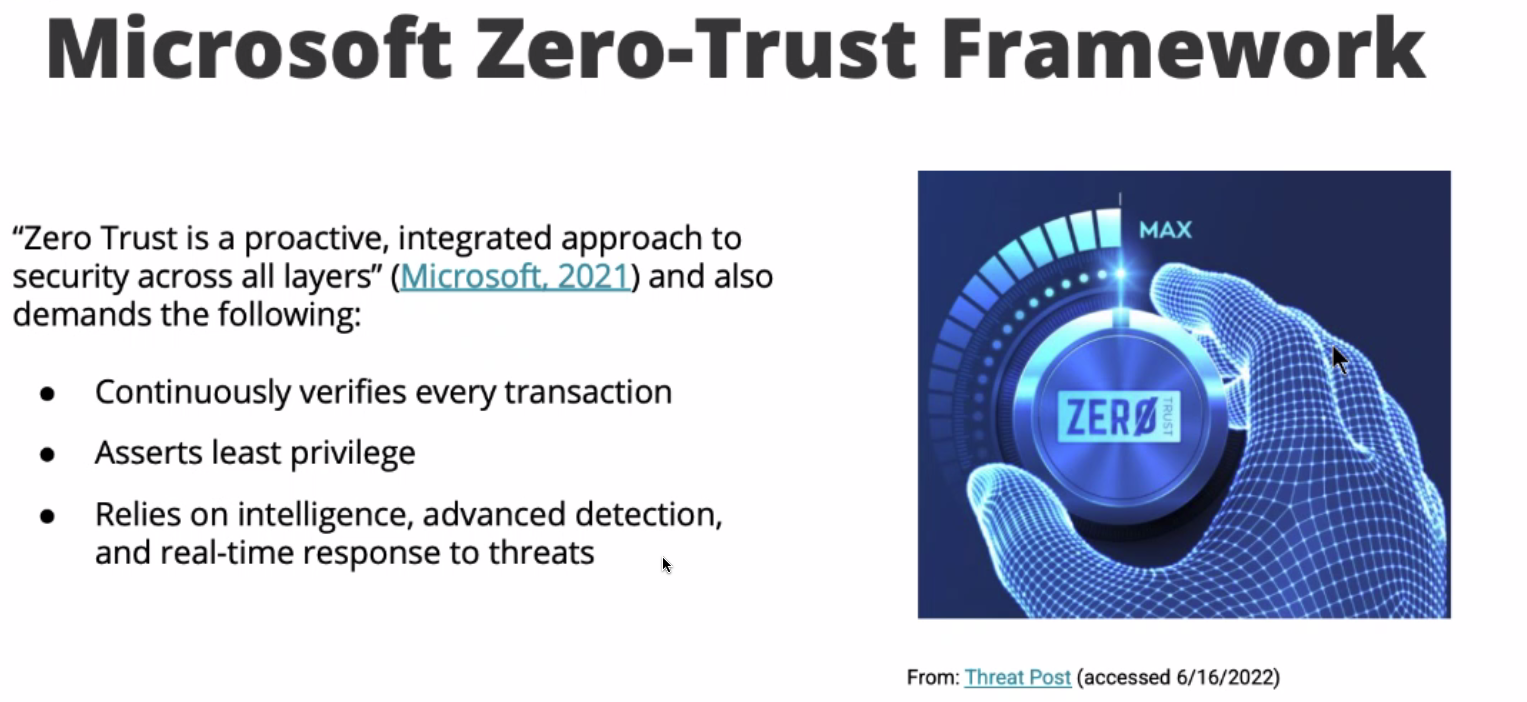 Microsoft Zero-Trust Framework
“Zero Trust is a proactive, integrated approach to
security across all layers” (Microsoft, 2021) and also
demands the following:
● Continuously verifies every transaction
● Asserts least privilege
● Relies on intelligence, advanced detection,
and real-time response to threats
MAX
ZERØ TRUST
From: Threat Post (accessed 6/16/2022)